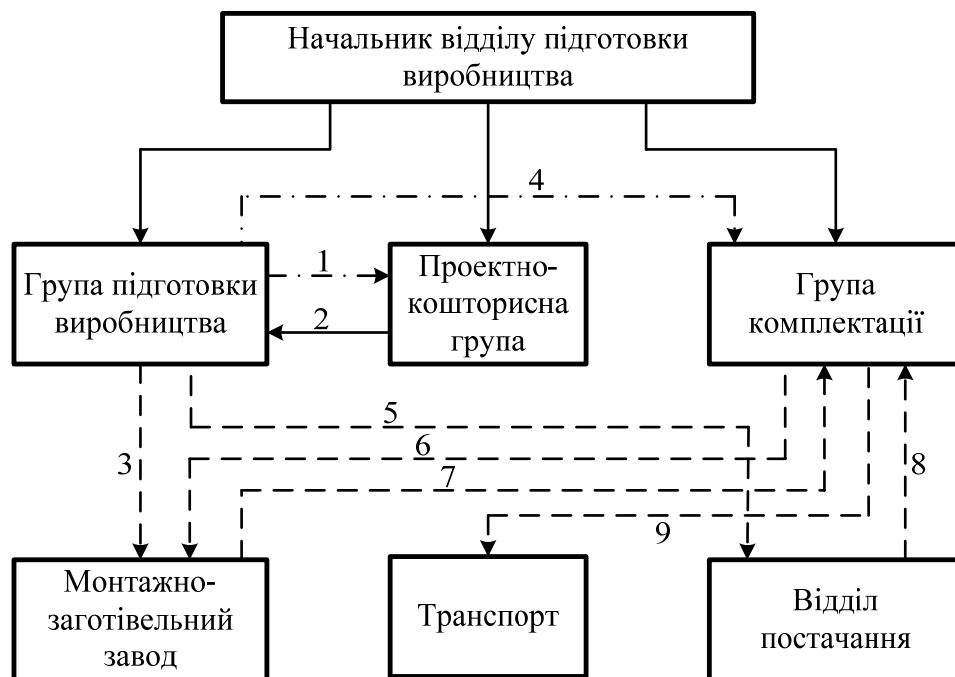 Начальник відділу підготовки
виробництва
4
Група підготовки
виробництва
1
2
Проектно-
кошторисна
група
Група
комплектації
3
5
6
7
8
9
Монтажно-
заготівельний
завод
Транспорт
Відділ
постачання